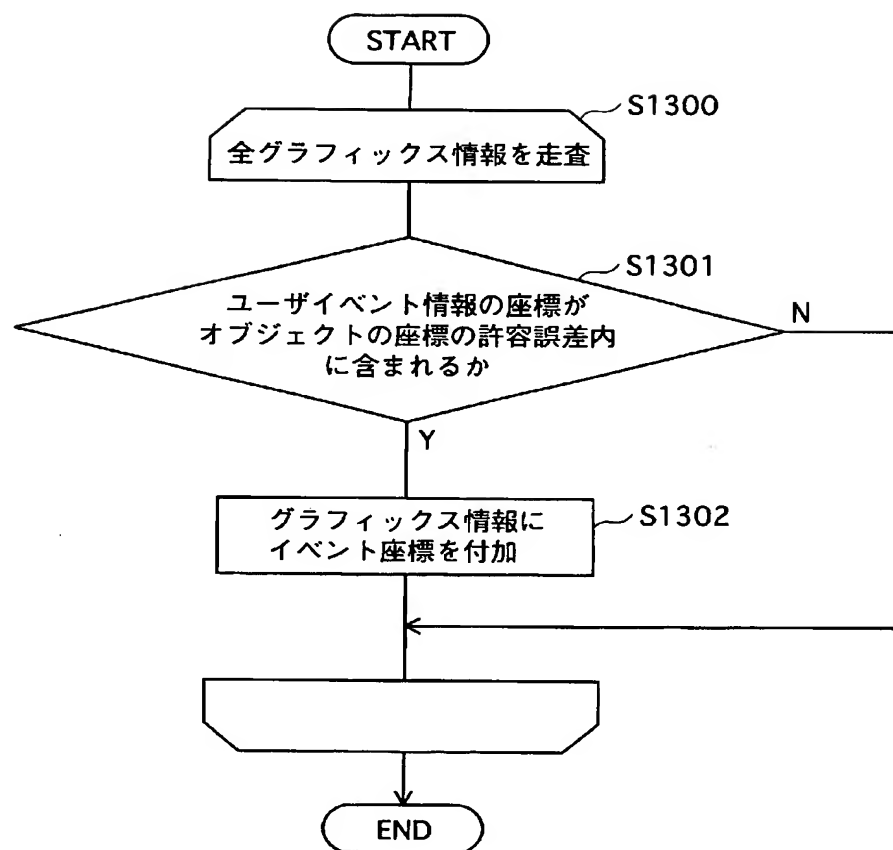 START
S1300
全グラフィックス情報を走査
S1301
ユーザイベント情報の座標が
オブジェクトの座標の許容誤差内
に含まれるか
N
Y
グラフィックス情報に
イベント座標を付加
S1302
END